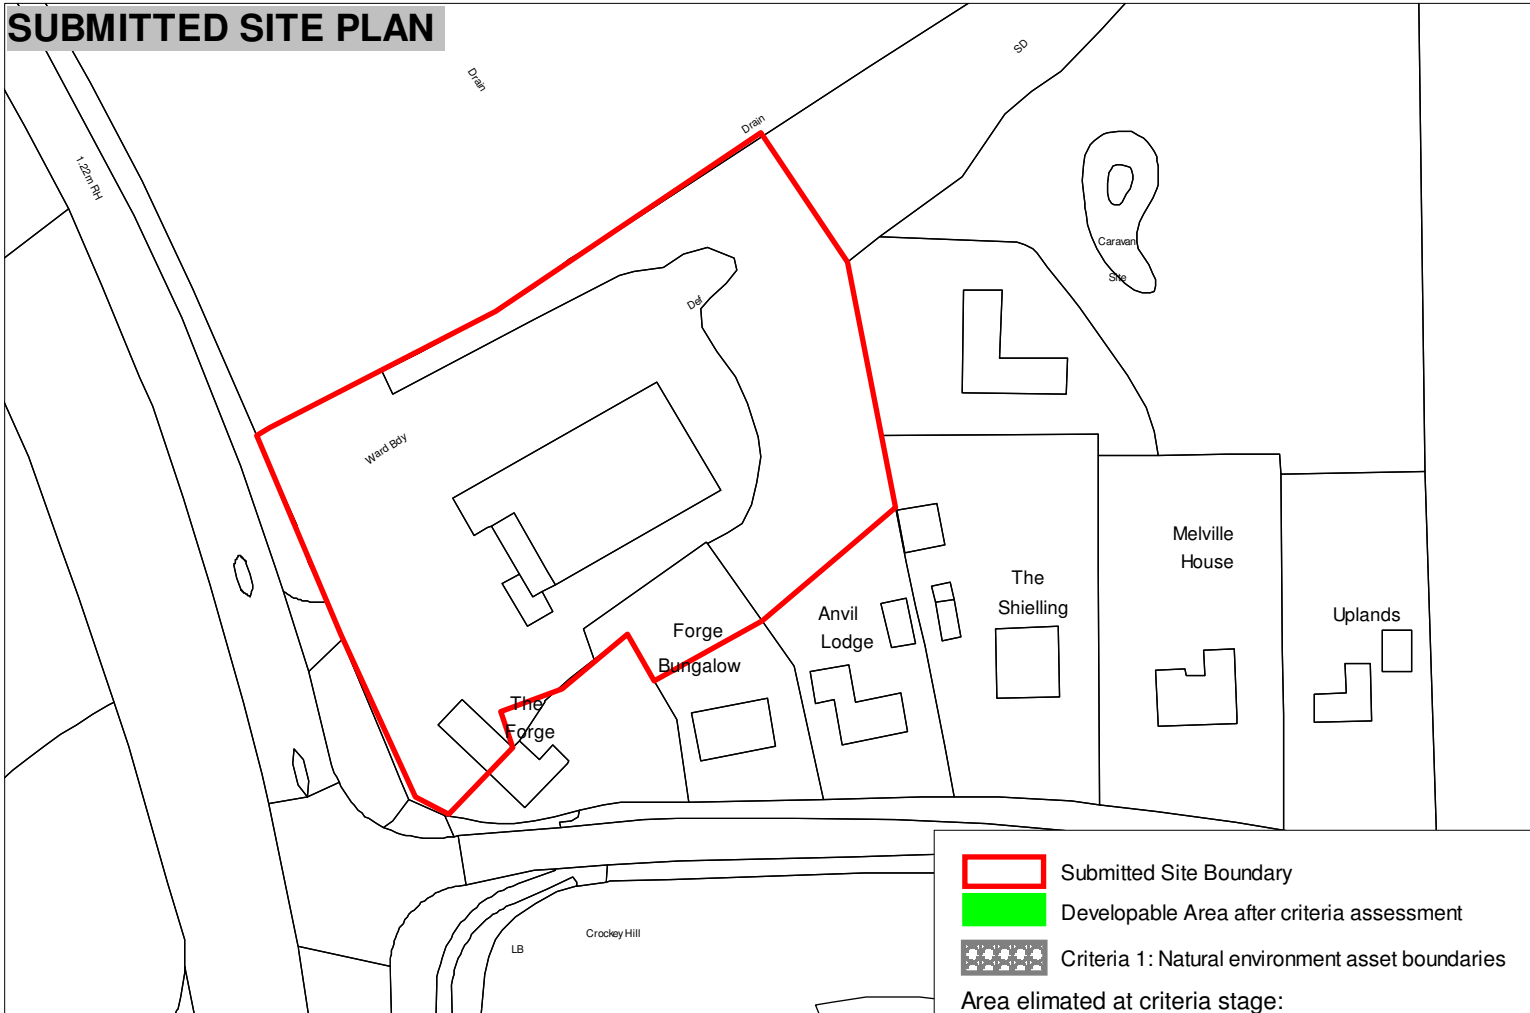 SUBMITTED SITE PLAN
Drain
SD
Drain
1.22m RH
Caravan
Site
Def
Ward Bdy
Melville
House
The
Shielling
Anvil
Lodge
Uplands
Forge
Bungalow
The
Forge
Submitted Site Boundary
Developable Area after criteria assessment
Crockey Hill
LB
Criteria 1: Natural environment asset boundaries
Area elimated at criteria stage: